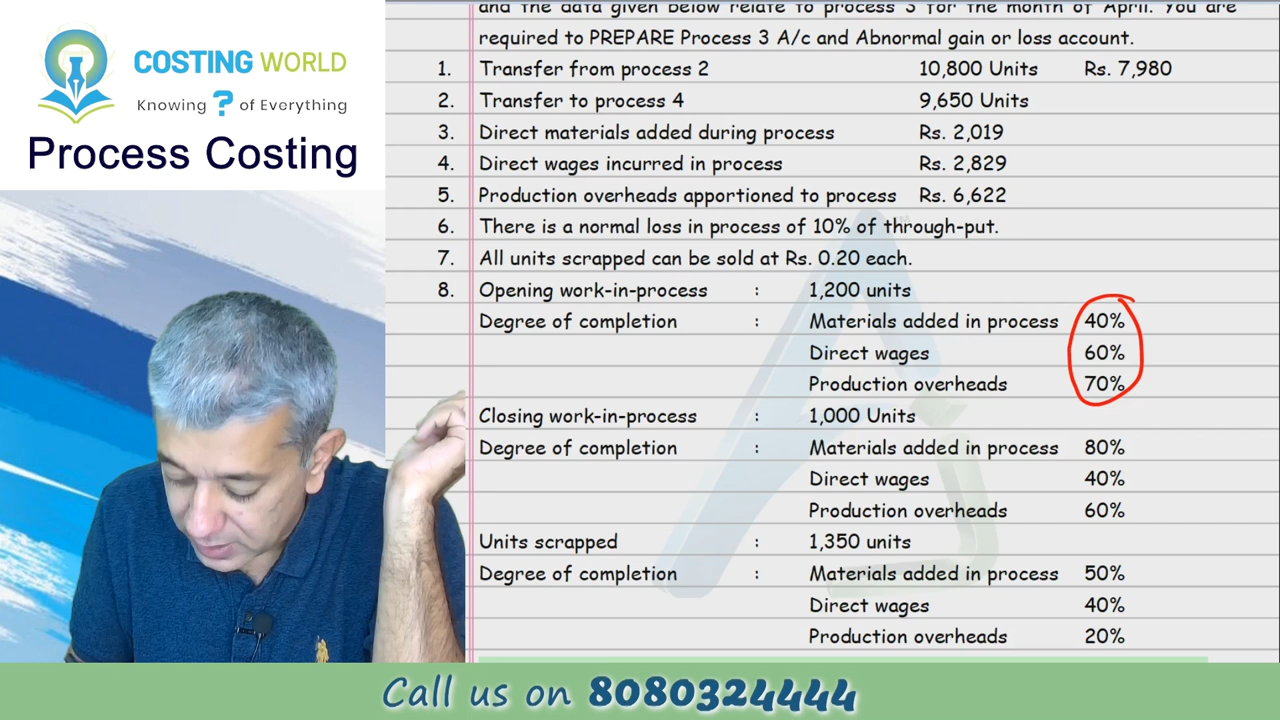 COSTING WORLD
Knowing ? of Everything
Process Costing
and the data given below relate to process 3 for the month of April. You are
required to PREPARE Process 3 A/c and Abnormal gain or loss account.
1. Transfer from process 2 10,800 Units Rs. 7,980
2. Transfer to process 4 9,650 Units
3. Direct materials added during process Rs. 2,019
4. Direct wages incurred in process Rs. 2,829
5. Production overheads apportioned to process Rs. 6,622
6. There is a normal loss in process of 10% of through-put.
7. All units scrapped can be sold at Rs. 0.20 each.
8. Opening work-in-process : 1,200 units
Degree of completion : Materials added in process 40%
Direct wages 60%
Production overheads 70%
Closing work-in-process : 1,000 Units
Degree of completion : Materials added in process 80%
Direct wages 40%
Production overheads 60%
Units scrapped : 1,350 units
Degree of completion : Materials added in process 50%
Direct wages 40%
Production overheads 20%
Call us on 8080324444